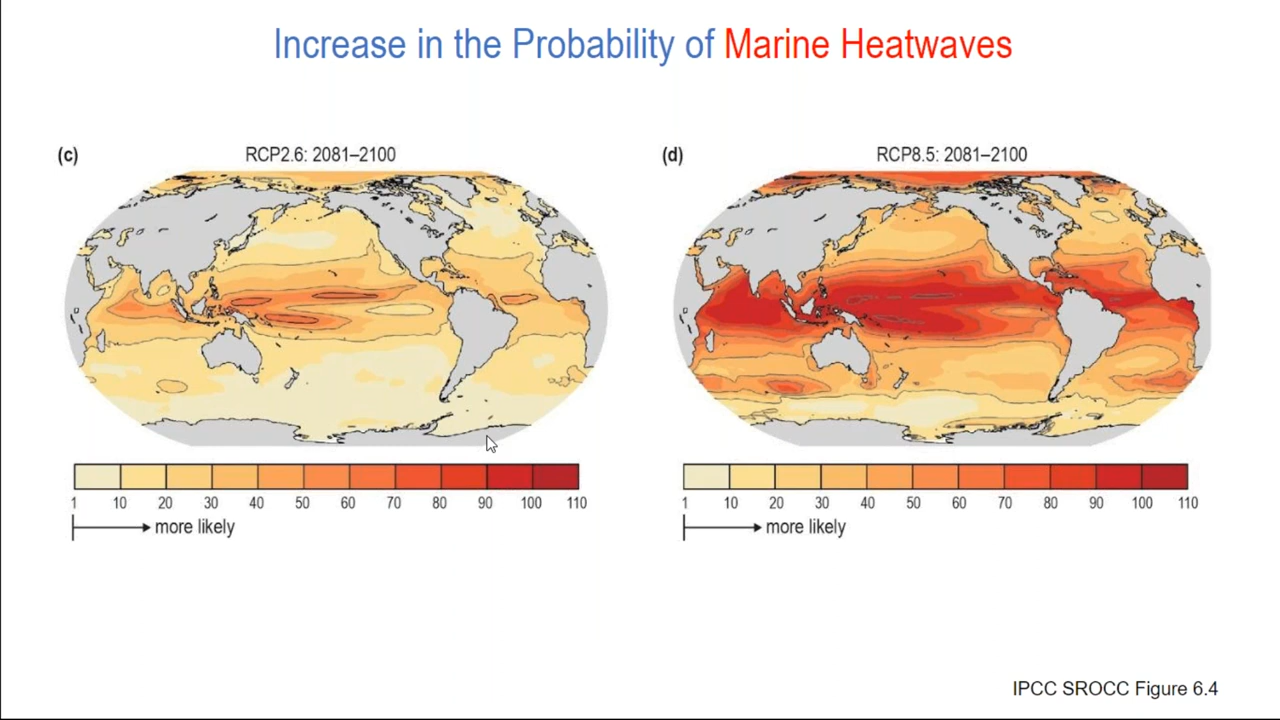 Increase in the Probability of Marine Heatwaves
(c)
RCP2.6: 2081–2100
1 10 20 30 40 50 60 70 80 90 100 110
more likely
(d)
RCP8.5: 2081–2100
1 10 20 30 40 50 60 70 80 90 100 110
more likely
IPCC SROCC Figure 6.4